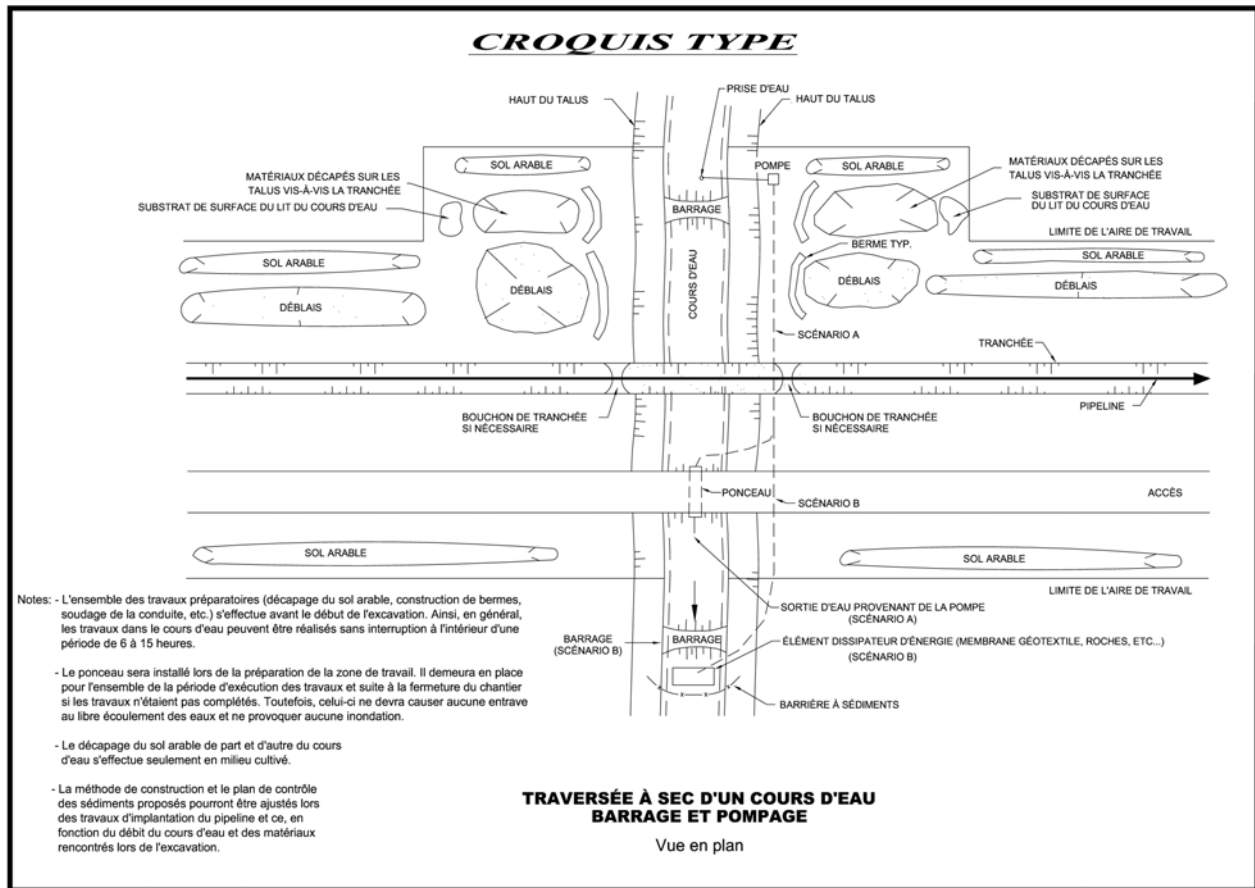 CROQUIS TYPE
PRISE D'EAU
HAUT DU TALUS
HAUT DU TALUS
SOL ARABLE
POMPE
SOL ARABLE
MATÉRIAUX DÉCAPÉS SUR LES
TALUS VIS-À-VIS LA TRANCHÉE
MATÉRIAUX DÉCAPÉS SUR LES
TALUS VIS-À-VIS LA TRANCHÉE
SUBSTRAT DE SURFACE DU LIT DU COURS D'EAU
BARRAGE
SUBSTRAT DE SURFACE
DU LIT DU COURS D'EAU
LIMITE DE L'AIRE DE TRAVAIL
BERME TYP.
SOL ARABLE
SOL ARABLE
DÉBLAIS
COURS D'EAU
DÉBLAIS
DÉBLAIS
DÉBLAIS
SCÉNARIO A
TRANCHÉE
PIPELINE
BOUCHON DE TRANCHÉE
SI NÉCESSAIRE
BOUCHON DE TRANCHÉE
SI NÉCESSAIRE
PONCEAU
SCÉNARIO B
ACCÈS
SOL ARABLE
SOL ARABLE
LIMITE DE L'AIRE DE TRAVAIL
Notes: - L'ensemble des travaux préparatoires (décapage du sol arable, construction de bermes,
soudage de la conduite, etc.) s'effectue avant le début de l'excavation. Ainsi, en général,
les travaux dans le cours d'eau peuvent être réalisés sans interruption à l'intérieur d'une
période de 6 à 15 heures.
- Le ponceau sera installé lors de la préparation de la zone de travail. Il demeura en place
pour l'ensemble de la période d'exécution des travaux et suite à la fermeture du chantier
si les travaux n'étaient pas complétés. Toutefois, celui-ci ne devra causer aucune entrave
au libre écoulement des eaux et ne provoquer aucune inondation.
- Le décapage du sol arable de part et d'autre du cours
d'eau s'effectue seulement en milieu cultivé.
- La méthode de construction et le plan de contrôle
des sédiments proposés pourront être ajustés lors
des travaux d'implantation du pipeline et ce, en
fonction du débit du cours d'eau et des matériaux
rencontrés lors de l'excavation.
SORTIE D'EAU PROVENANT DE LA POMPE
(SCÉNARIO A)
BARRAGE
(SCÉNARIO B)
BARRAGE
ÉLÉMENT DISSIPATEUR D'ÉNERGIE (MEMBRANE GÉOTEXTILE, ROCHES, ETC...)
(SCÉNARIO B)
BARRIÈRE À SÉDIMENTS
TRAVERSÉE À SEC D'UN COURS D'EAU
BARRAGE ET POMPAGE
Vue en plan